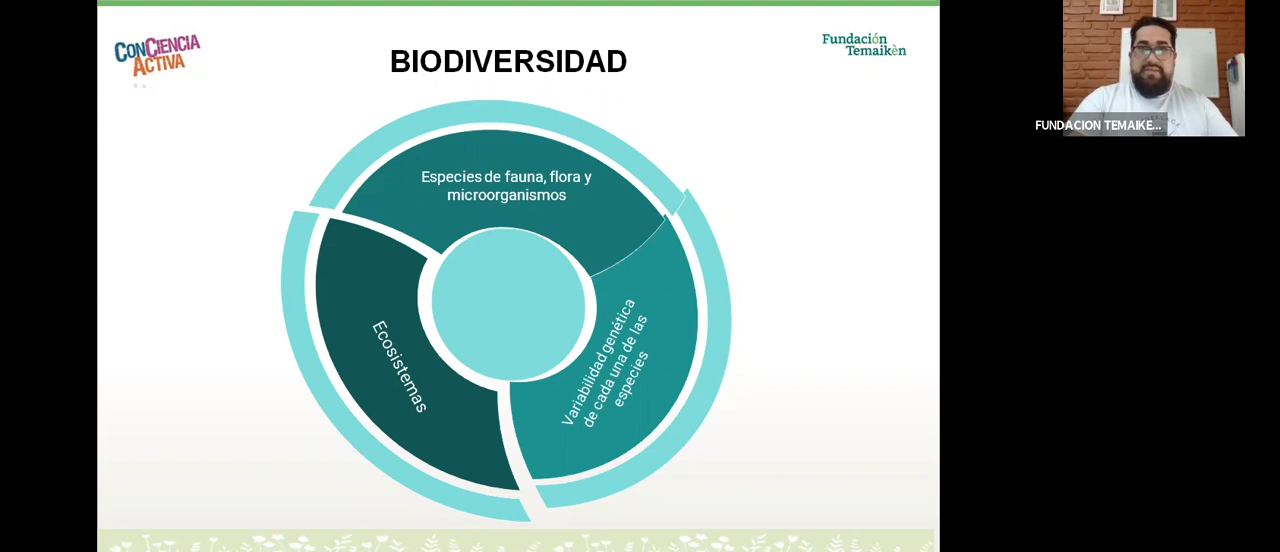 CONCIENCIA
ACTIVA
BIODIVERSIDAD
Fundación
Temaikèn
FUNDACION TEMAIKE...
Especies de fauna, flora y
microorganismos
Ecosistemas
Variabilidad genética
de cada una de las
especies